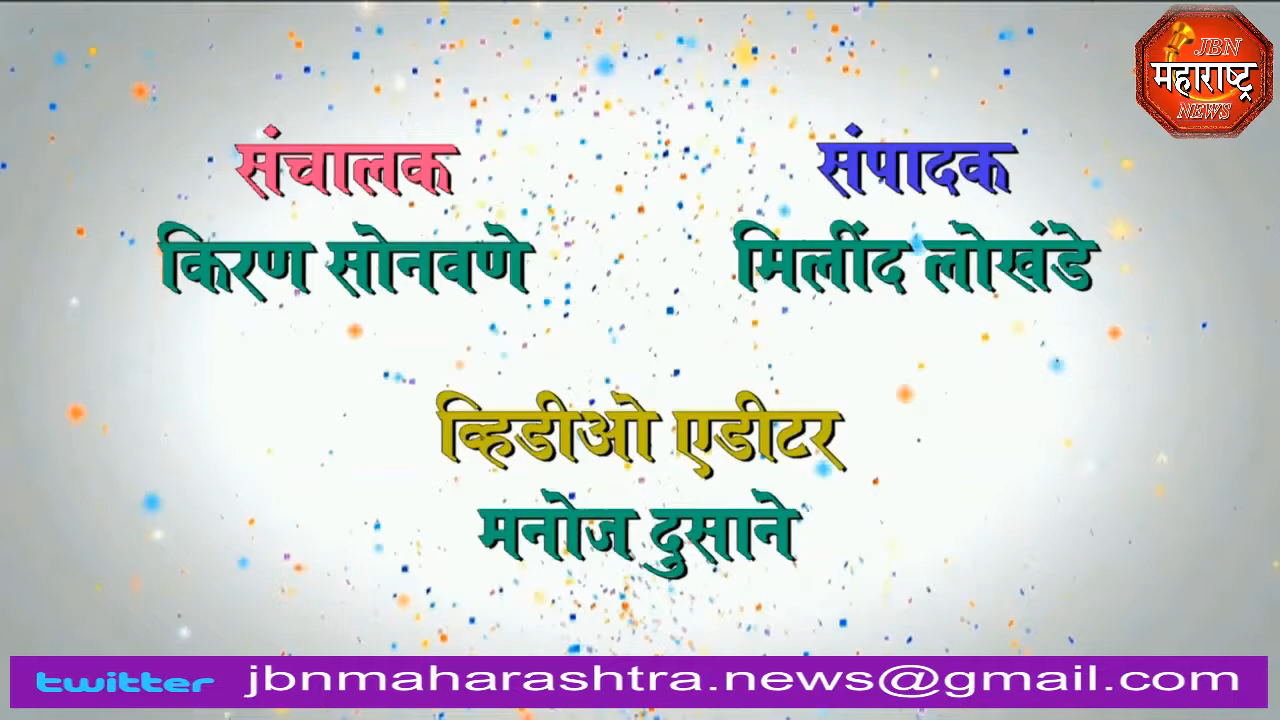 JBN
महाराष्ट्र
NEWS
संचालक
संपादक
किरण सोनवणे
मिलींद लोखंडे
व्हिडीओ एडीटर
मनोज दुसाने
twitter jbnmaharashtra.news@gmail.com